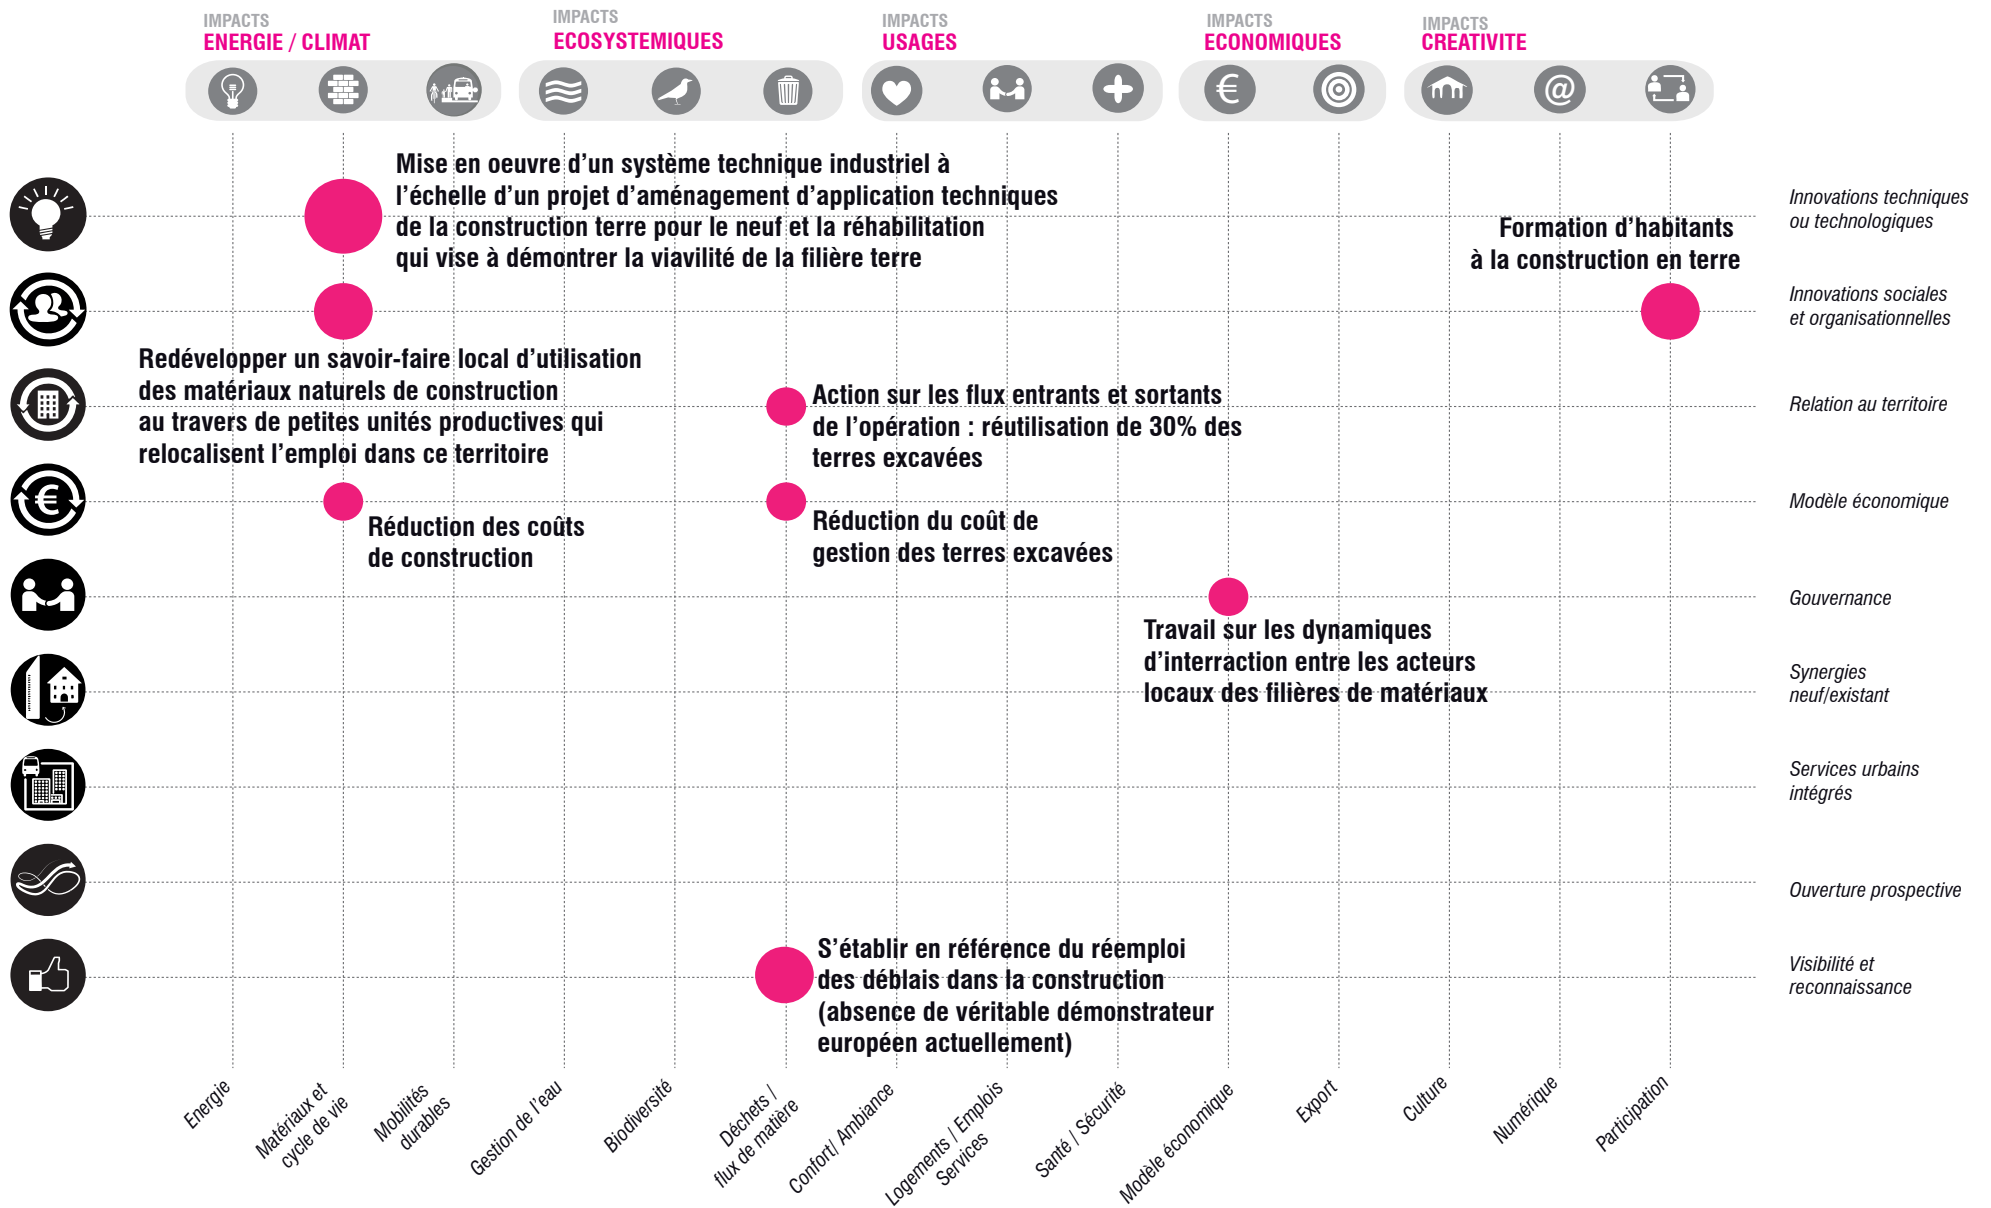 IMPACTS
ENERGIE / CLIMAT
IMPACTS
ECOSYSTEMIQUES
IMPACTS
USAGES
IMPACTS
ECONOMIQUES
IMPACTS
CREATIVITE
€
@
Mise en oeuvre d’un système technique industriel à
l’échelle d’un projet d’aménagement d’application techniques
de la construction terre pour le neuf et la réhabilitation
qui vise à démontrer la viavilité de la filière terre
Formation d’habitants
à la construction en terre
Innovations techniques
ou technologiques
Innovations sociales
et organisationnelles
Redévelopper un savoir-faire local d’utilisation
des matériaux naturels de construction
au travers de petites unités productives qui
relocalisent l’emploi dans ce territoire
Action sur les flux entrants et sortants
de l’opération : réutilisation de 30% des
terres excavées
Relation au territoire
€
Réduction des coûts
de construction
Réduction du coût de
gestion des terres excavées
Modèle économique
Travail sur les dynamiques
d’interraction entre les acteurs
locaux des filières de matériaux
Gouvernance
Synergies
neuf/existant
Services urbains
intégrés
Ouverture prospective
S’établir en référence du réemploi
des déblais dans la construction
(absence de véritable démonstrateur
européen actuellement)
Visibilité et
reconnaissance
Energie
Matériaux et
cycle de vie
Mobilités
durables
Gestion de l’eau
Biodiversité
Déchets /
flux de matière
Confort/ Ambiance
Logements / Emplois
Services
Santé / Sécurité
Modèle économique
Export
Culture
Numérique
Participation